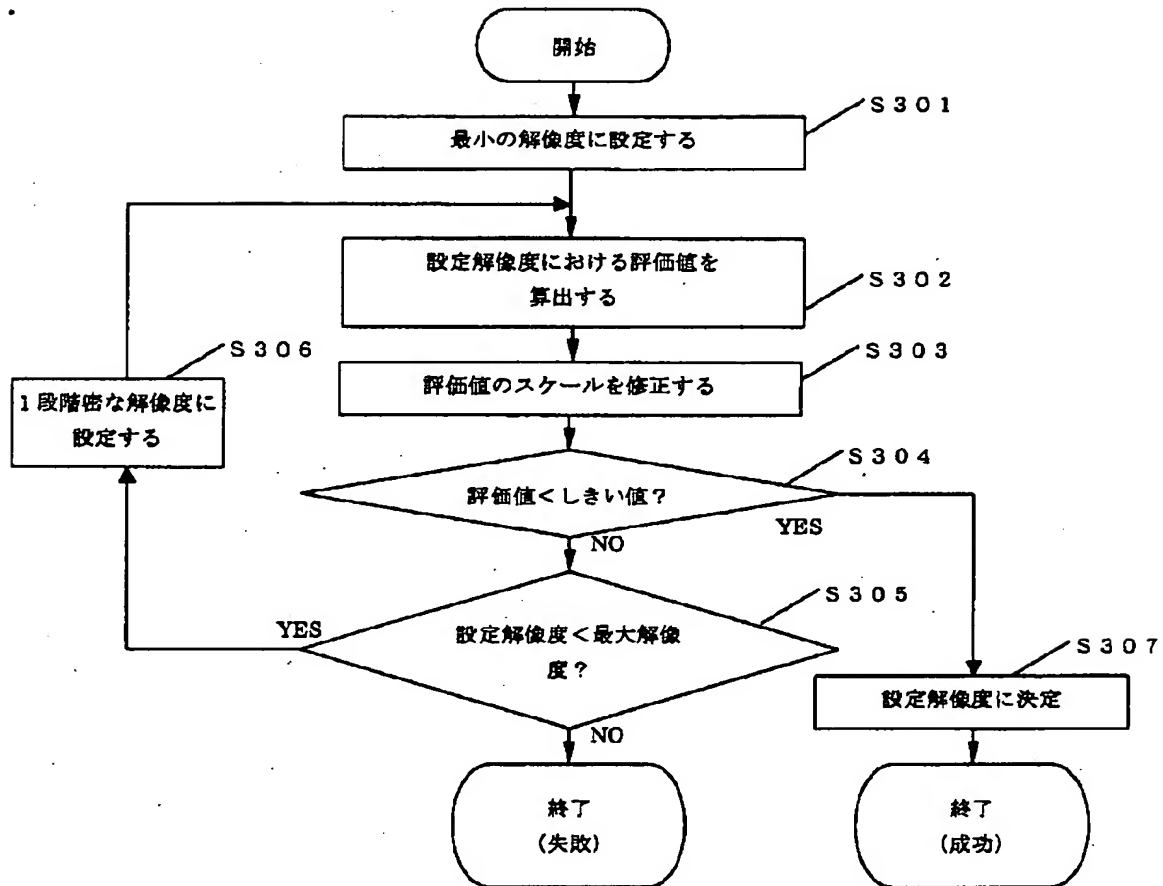 開始
S301
最小の解像度に設定する
設定解像度における評価値を
算出する
S302
S306
S303
1段階密な解像度に
設定する
評価値のスケールを修正する
S304
評価値<しきい値?
YES
NO
S305
YES
設定解像度<最大解像
度?
S307
設定解像度に決定
NO
終了
(失敗)
終了
(成功)